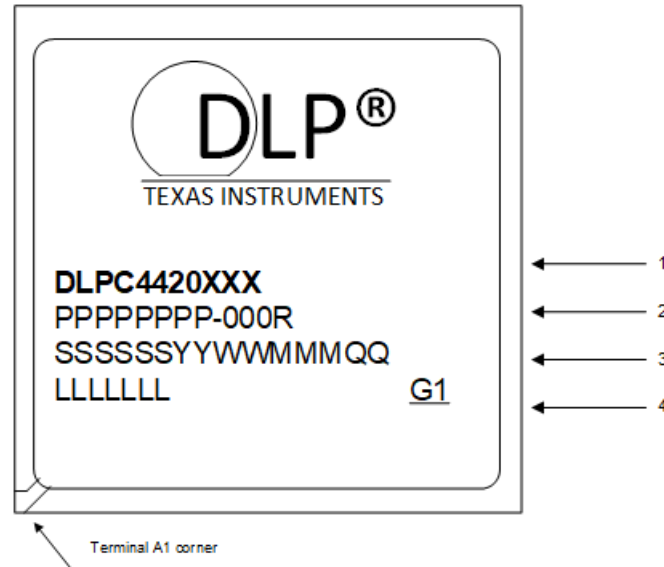 DLP®
TEXAS INSTRUMENTS
DLPC4420XXX
PPPPPPPP-000R
SSSSSSYYWWMMMQQ
LLLLLLL G1
1
2
3
4
Terminal A1 corner